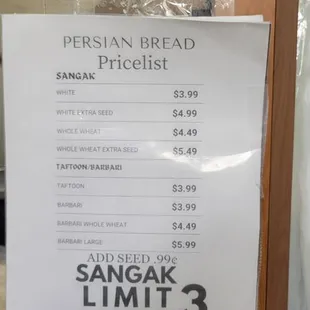 PERSIAN BREAD
Pricelist
SANGAK
WHITE $3.99
WHITE EXTRA SEED $4.99
WHOLE WHEAT $4.49
WHOLE WHEAT EXTRA SEED $5.49
TAFTOON/BARBARI
TAFTOON $3.99
BARBARI $3.99
BARBARI WHOLE WHEAT $4.49
BARBARI LARGE $5.99
ADD SEED .99¢
SANGAK
LIMIT 3